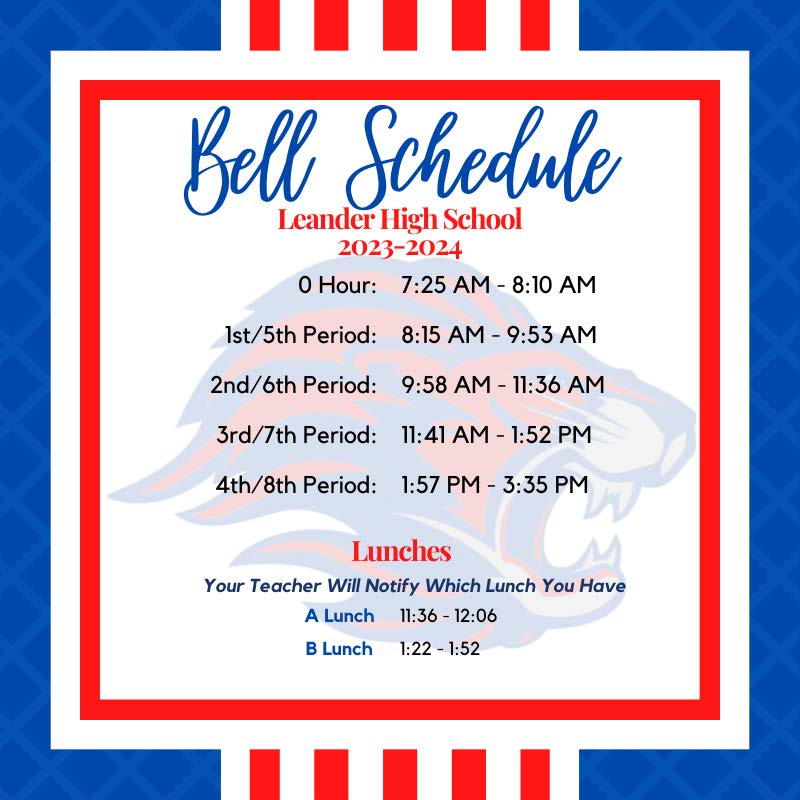 Bell Schedule
Leander High School
2023-2024
0 Hour: 7:25 AM - 8:10 AM
1st/5th Period: 8:15 AM - 9:53 AM
2nd/6th Period: 9:58 AM - 11:36 AM
3rd/7th Period: 11:41 AM - 1:52 PM
4th/8th Period: 1:57 PM - 3:35 PM
Lunches
Your Teacher Will Notify Which Lunch You Have
A Lunch 11:36 - 12:06
B Lunch 1:22 - 1:52